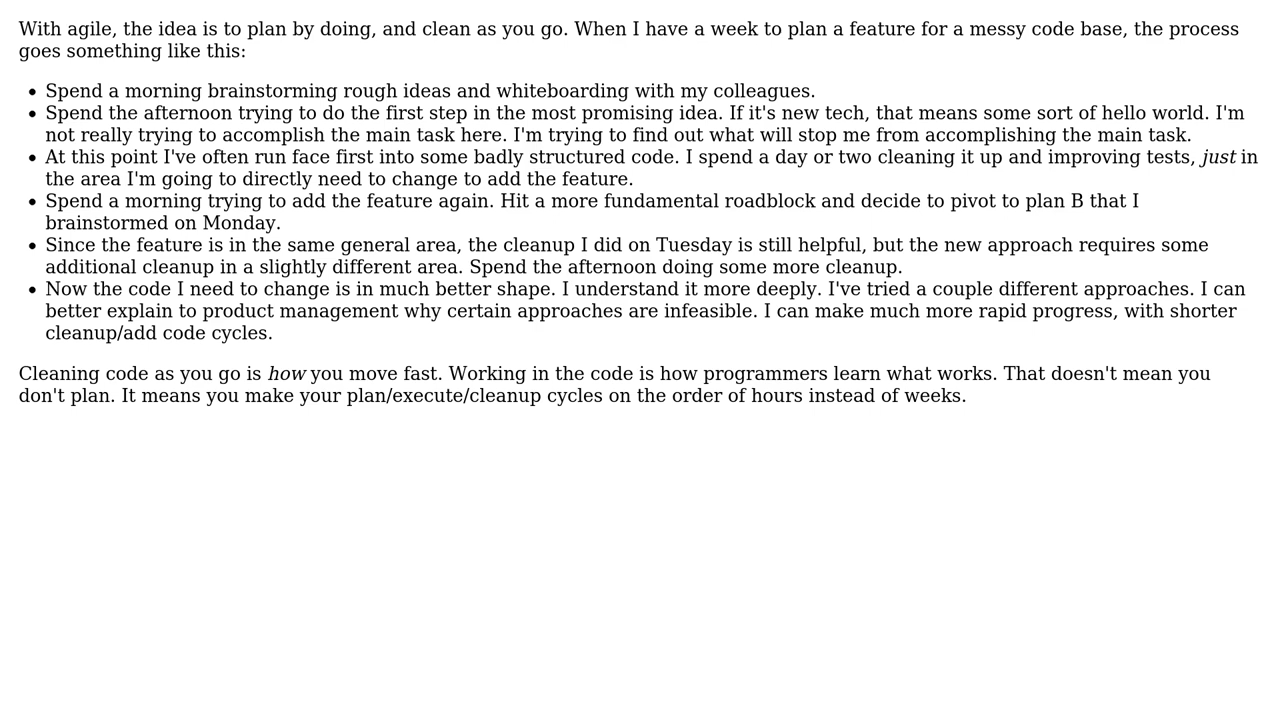 With agile, the idea is to plan by doing, and clean as you go. When I have a week to plan a feature for a messy code base, the process
goes something like this:
• Spend a morning brainstorming rough ideas and whiteboarding with my colleagues.
• Spend the afternoon trying to do the first step in the most promising idea. If it's new tech, that means some sort of hello world. I'm
not really trying to accomplish the main task here. I'm trying to find out what will stop me from accomplishing the main task.
• At this point I've often run face first into some badly structured code. I spend a day or two cleaning it up and improving tests, just in
the area I'm going to directly need to change to add the feature.
• Spend a morning trying to add the feature again. Hit a more fundamental roadblock and decide to pivot to plan B that I
brainstormed on Monday.
• Since the feature is in the same general area, the cleanup I did on Tuesday is still helpful, but the new approach requires some
additional cleanup in a slightly different area. Spend the afternoon doing some more cleanup.
• Now the code I need to change is in much better shape. I understand it more deeply. I've tried a couple different approaches. I can
better explain to product management why certain approaches are infeasible. I can make much more rapid progress, with shorter
cleanup/add code cycles.
Cleaning code as you go is how you move fast. Working in the code is how programmers learn what works. That doesn't mean you
don't plan. It means you make your plan/execute/cleanup cycles on the order of hours instead of weeks.